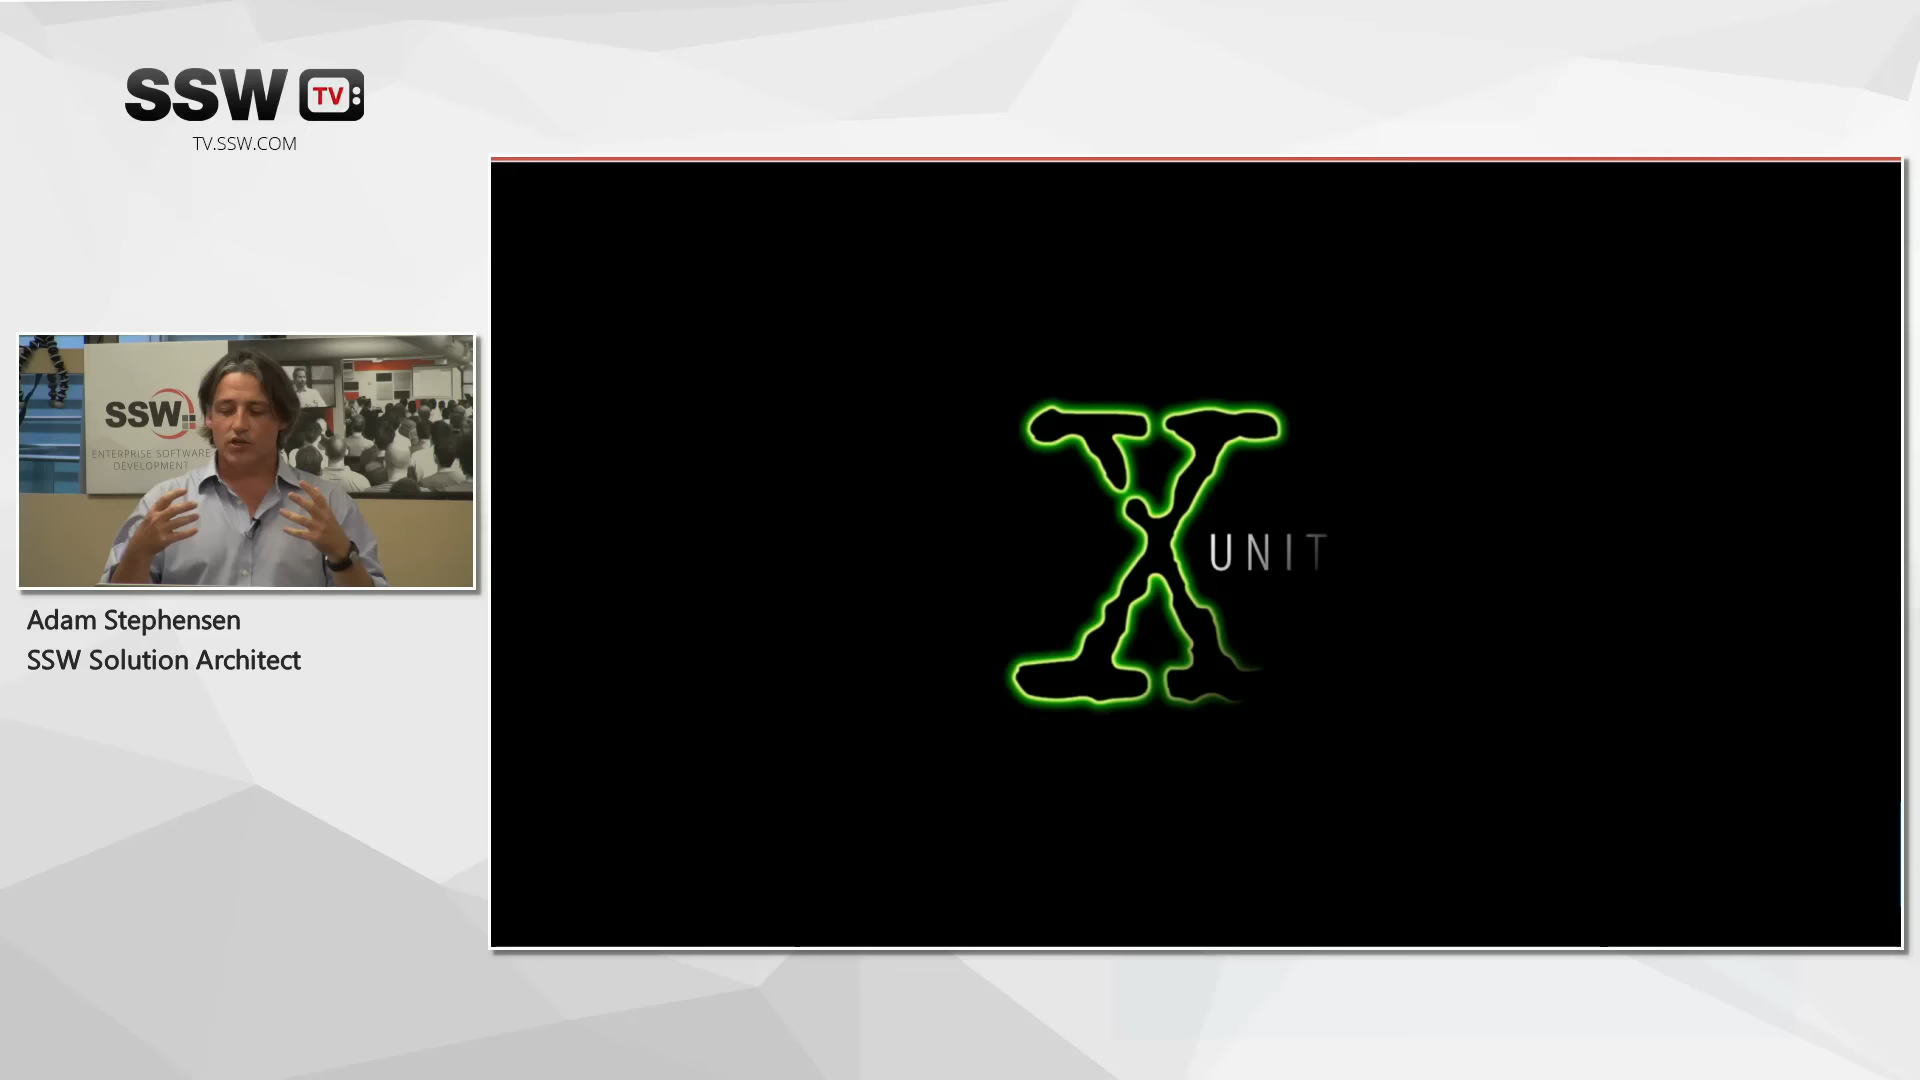 SSW TV:
TV.SSW.COM
SSW
ENTERPRISE SOFTWARE
DEVELOPMENT
Adam Stephensen
SSW Solution Architect
X
UNIT